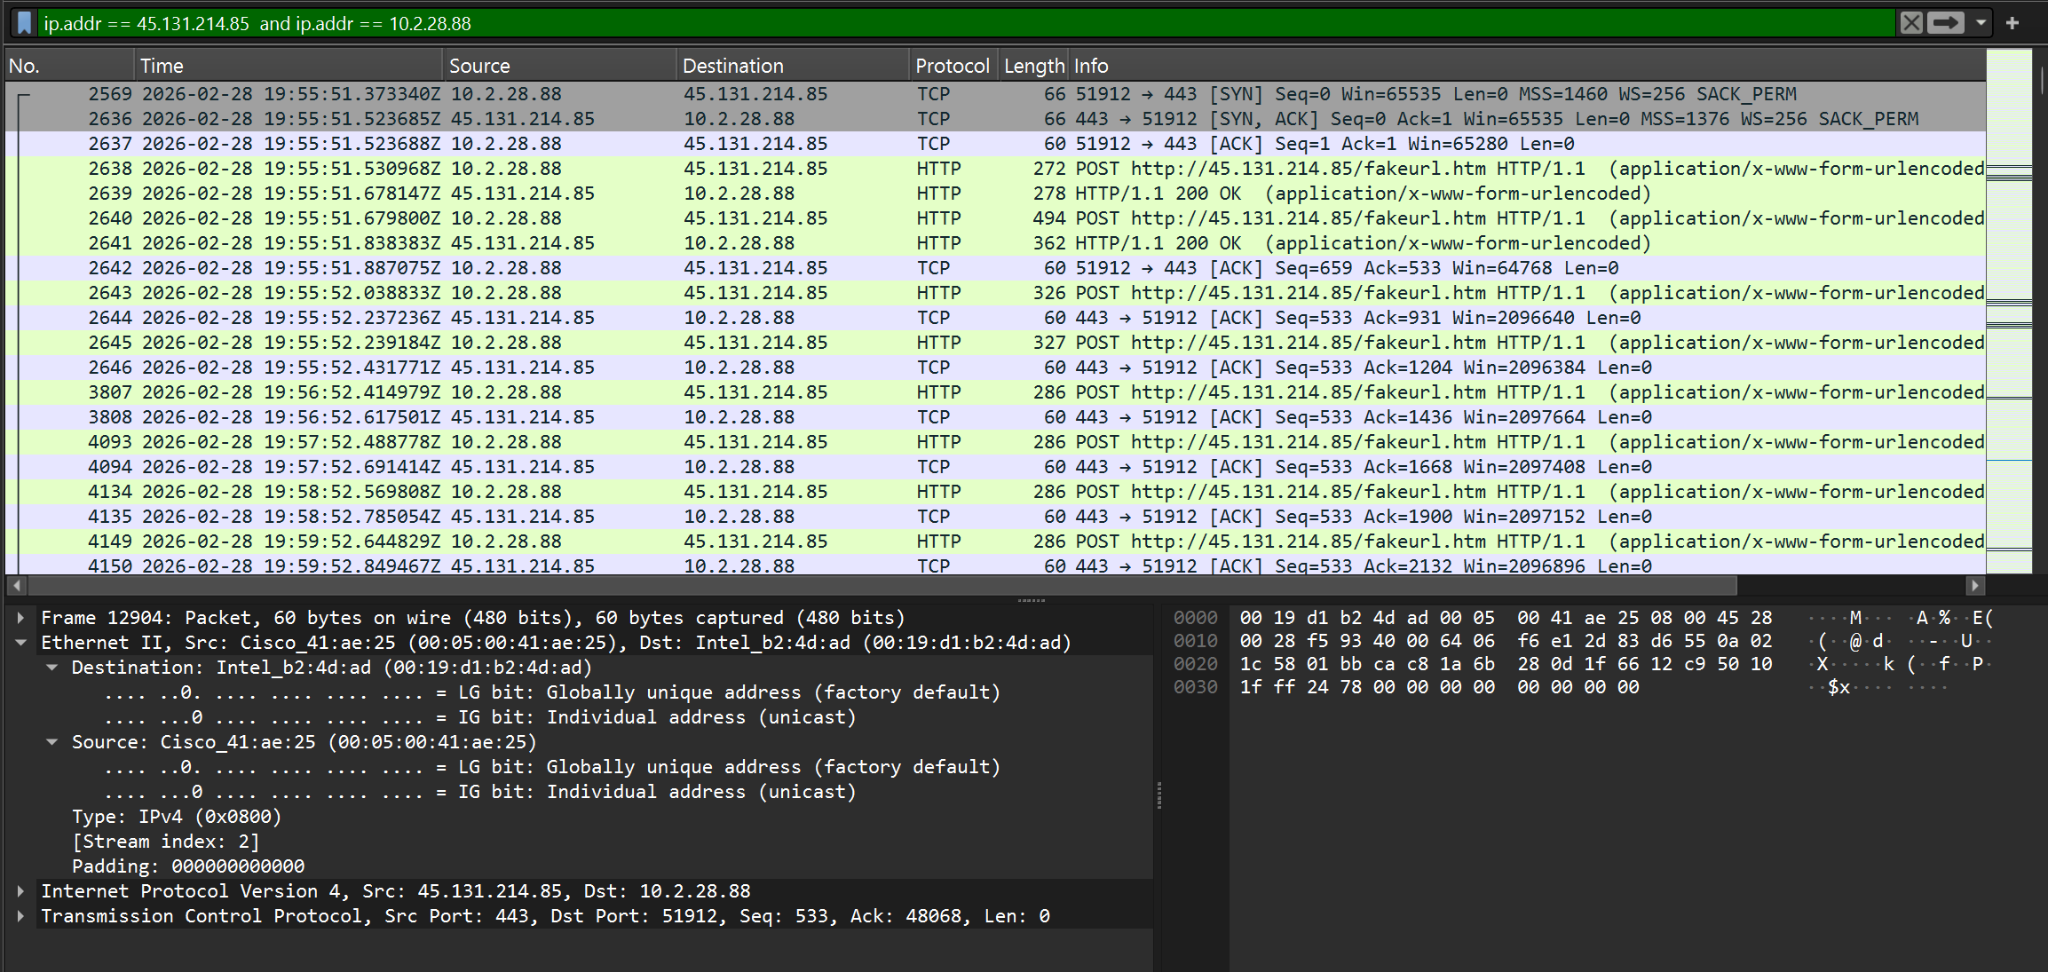 ip.addr == 45.131.214.85 and ip.addr == 10.2.28.88
No. Time Source Destination Protocol Length Info
2569 2026-02-28 19:55:51.373340Z 10.2.28.88 45.131.214.85 TCP 66 51912 → 443 [SYN] Seq=0 Win=65535 Len=0 MSS=1460 WS=256 SACK_PERM
2636 2026-02-28 19:55:51.523685Z 45.131.214.85 10.2.28.88 TCP 66 443 → 51912 [SYN, ACK] Seq=0 Ack=1 Win=65535 Len=0 MSS=1376 WS=256 SACK_PERM
2637 2026-02-28 19:55:51.523688Z 10.2.28.88 45.131.214.85 TCP 60 51912 → 443 [ACK] Seq=1 Ack=1 Win=65280 Len=0
2638 2026-02-28 19:55:51.530968Z 10.2.28.88 45.131.214.85 HTTP 272 POST http://45.131.214.85/fakeurl.htm HTTP/1.1 (application/x-www-form-urlencoded
2639 2026-02-28 19:55:51.678147Z 45.131.214.85 10.2.28.88 HTTP 278 HTTP/1.1 200 OK (application/x-www-form-urlencoded)
2640 2026-02-28 19:55:51.679800Z 10.2.28.88 45.131.214.85 HTTP 494 POST http://45.131.214.85/fakeurl.htm HTTP/1.1 (application/x-www-form-urlencoded
2641 2026-02-28 19:55:51.838383Z 45.131.214.85 10.2.28.88 HTTP 362 HTTP/1.1 200 OK (application/x-www-form-urlencoded)
2642 2026-02-28 19:55:51.887075Z 10.2.28.88 45.131.214.85 TCP 60 51912 → 443 [ACK] Seq=659 Ack=533 Win=64768 Len=0
2643 2026-02-28 19:55:52.038833Z 10.2.28.88 45.131.214.85 HTTP 326 POST http://45.131.214.85/fakeurl.htm HTTP/1.1 (application/x-www-form-urlencoded
2644 2026-02-28 19:55:52.237236Z 45.131.214.85 10.2.28.88 TCP 60 443 → 51912 [ACK] Seq=533 Ack=931 Win=2096640 Len=0
2645 2026-02-28 19:55:52.239184Z 10.2.28.88 45.131.214.85 HTTP 327 POST http://45.131.214.85/fakeurl.htm HTTP/1.1 (application/x-www-form-urlencoded
2646 2026-02-28 19:55:52.431771Z 45.131.214.85 10.2.28.88 TCP 60 443 → 51912 [ACK] Seq=533 Ack=1204 Win=2096384 Len=0
3807 2026-02-28 19:56:52.414979Z 10.2.28.88 45.131.214.85 HTTP 286 POST http://45.131.214.85/fakeurl.htm HTTP/1.1 (application/x-www-form-urlencoded
3808 2026-02-28 19:56:52.617501Z 45.131.214.85 10.2.28.88 TCP 60 443 → 51912 [ACK] Seq=533 Ack=1436 Win=2097664 Len=0
4093 2026-02-28 19:57:52.488778Z 10.2.28.88 45.131.214.85 HTTP 286 POST http://45.131.214.85/fakeurl.htm HTTP/1.1 (application/x-www-form-urlencoded
4094 2026-02-28 19:57:52.691414Z 45.131.214.85 10.2.28.88 TCP 60 443 → 51912 [ACK] Seq=533 Ack=1668 Win=2097408 Len=0
4134 2026-02-28 19:58:52.569808Z 10.2.28.88 45.131.214.85 HTTP 286 POST http://45.131.214.85/fakeurl.htm HTTP/1.1 (application/x-www-form-urlencoded
4135 2026-02-28 19:58:52.785054Z 45.131.214.85 10.2.28.88 TCP 60 443 → 51912 [ACK] Seq=533 Ack=1900 Win=2097152 Len=0
4149 2026-02-28 19:59:52.644829Z 10.2.28.88 45.131.214.85 HTTP 286 POST http://45.131.214.85/fakeurl.htm HTTP/1.1 (application/x-www-form-urlencoded
4150 2026-02-28 19:59:52.849467Z 45.131.214.85 10.2.28.88 TCP 60 443 → 51912 [ACK] Seq=533 Ack=2132 Win=2096896 Len=0
Frame 12904: Packet, 60 bytes on wire (480 bits), 60 bytes captured (480 bits)
Ethernet II, Src: Cisco_41:ae:25 (00:05:00:41:ae:25), Dst: Intel_b2:4d:ad (00:19:d1:b2:4d:ad)
Destination: Intel_b2:4d:ad (00:19:d1:b2:4d:ad)
.... ..0. .... .... .... .... = LG bit: Globally unique address (factory default)
.... ...0 .... .... .... .... = IG bit: Individual address (unicast)
Source: Cisco_41:ae:25 (00:05:00:41:ae:25)
.... ..0. .... .... .... .... = LG bit: Globally unique address (factory default)
.... ...0 .... .... .... .... = IG bit: Individual address (unicast)
Type: IPv4 (0x0800)
[Stream index: 2]
Padding: 000000000000
Internet Protocol Version 4, Src: 45.131.214.85, Dst: 10.2.28.88
Transmission Control Protocol, Src Port: 443, Dst Port: 51912, Seq: 533, Ack: 48068, Len: 0
0000 00 19 d1 b2 4d ad 00 05 00 41 ae 25 08 00 45 28 ····M··· ·A·%··E(
0010 00 28 f5 93 40 00 64 06 f6 e1 2d 83 d6 55 0a 02 ·(··@·d· ··-··U··
0020 1c 58 01 bb ca c8 1a 6b 28 0d 1f 66 12 c9 50 10 ·X·····k (··f··P·
0030 1f ff 24 78 00 00 00 00 00 00 00 00 ··$x···· ····